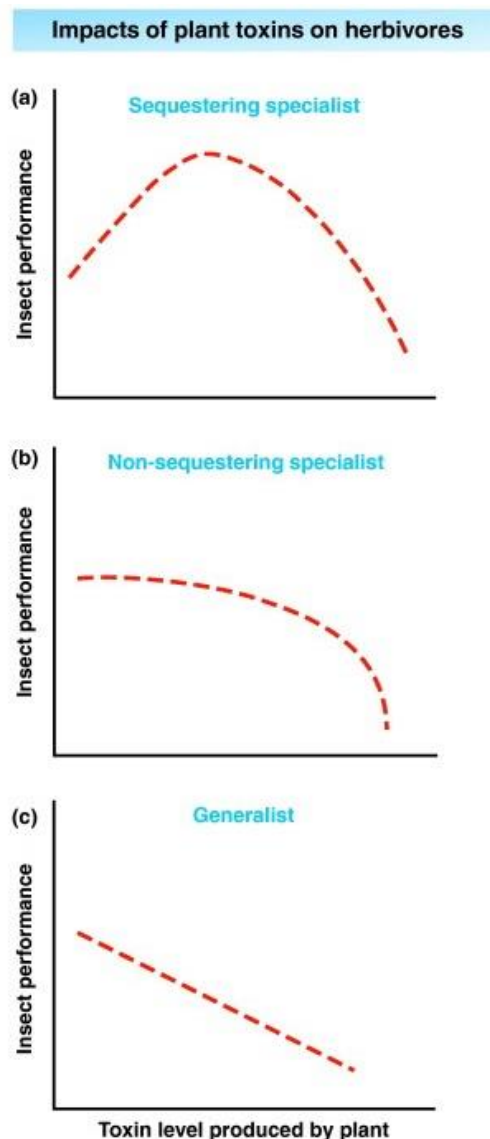 Impacts of plant toxins on herbivores
(a)
Sequestering specialist
Insect performance
(b)
Non-sequestering specialist
Insect performance
(c)
Generalist
Insect performance
Toxin level produced by plant